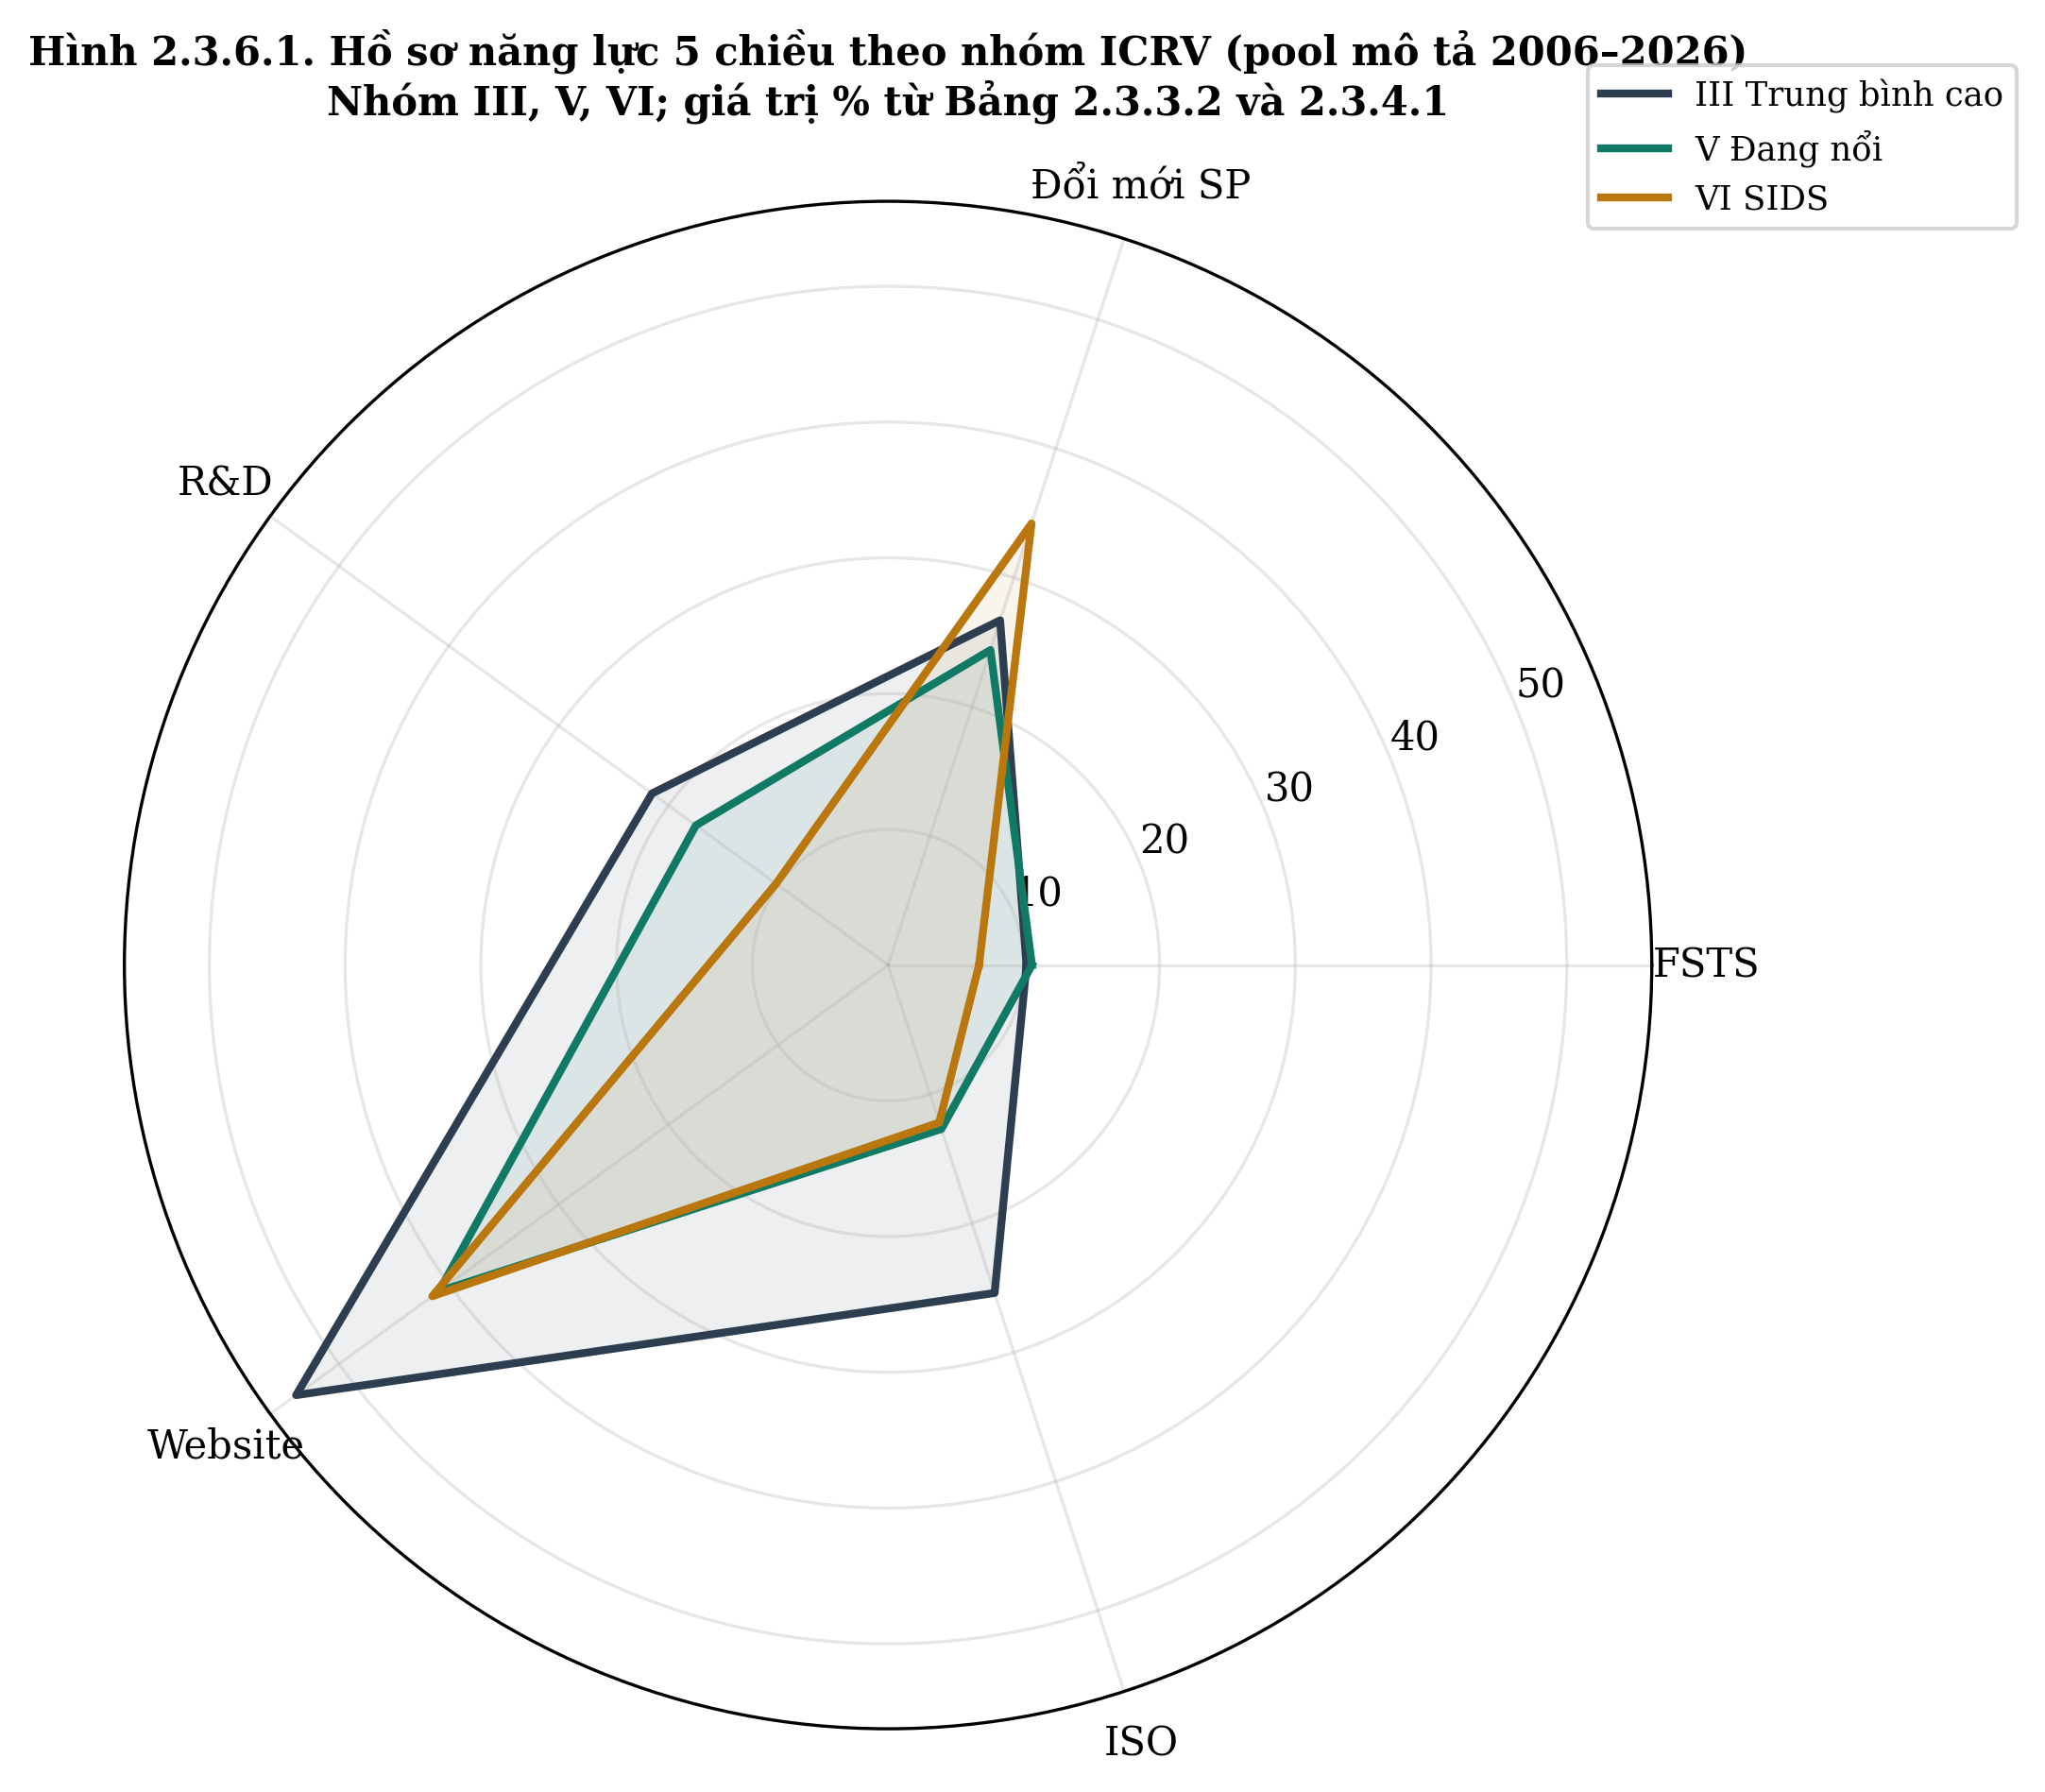 Hình 2.3.6.1. Hồ sơ năng lực 5 chiều theo nhóm ICRV (pool mô tả 2006–2026)
Nhóm III, V, VI; giá trị % từ Bảng 2.3.3.2 và 2.3.4.1
III Trung bình cao
V Đang nổi
VI SIDS
Đổi mới SP
R&D
50
40
30
20
10
FSTS
Website
ISO